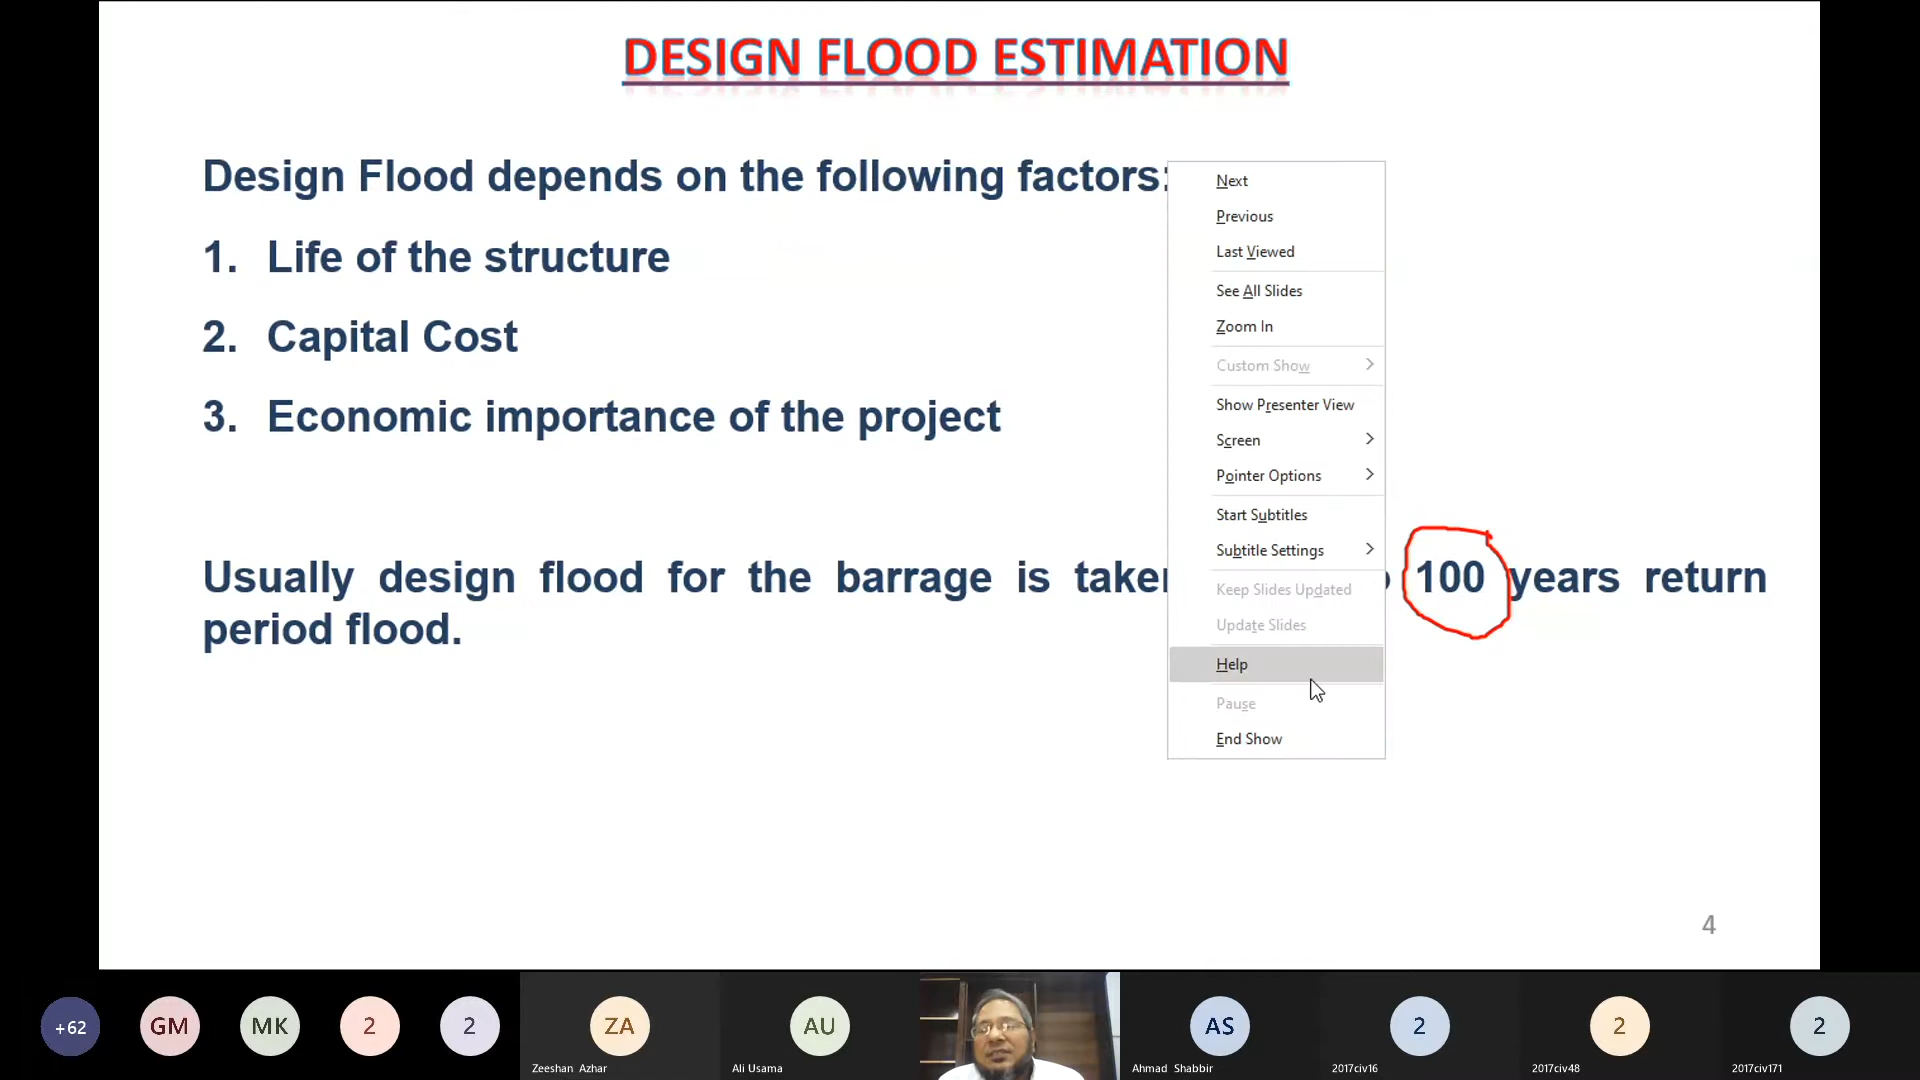 DESIGN FLOOD ESTIMATION
Design Flood depends on the following factors:
1. Life of the structure
2. Capital Cost
3. Economic importance of the project
Usually design flood for the barrage is taken 100 years return
period flood.
Next
Previous
Last Viewed
See All Slides
Zoom In
Custom Show
Show Presenter View
Screen
Pointer Options
Start Subtitles
Subtitle Settings
Keep Slides Updated
Update Slides
Help
Pause
End Show
4
+62
GM
MK
2
2
ZA
Zeeshan Azhar
AU
Ali Usama
AS
Ahmad Shabbir
2
2017civ16
2
2017civ48
2
2017civ171